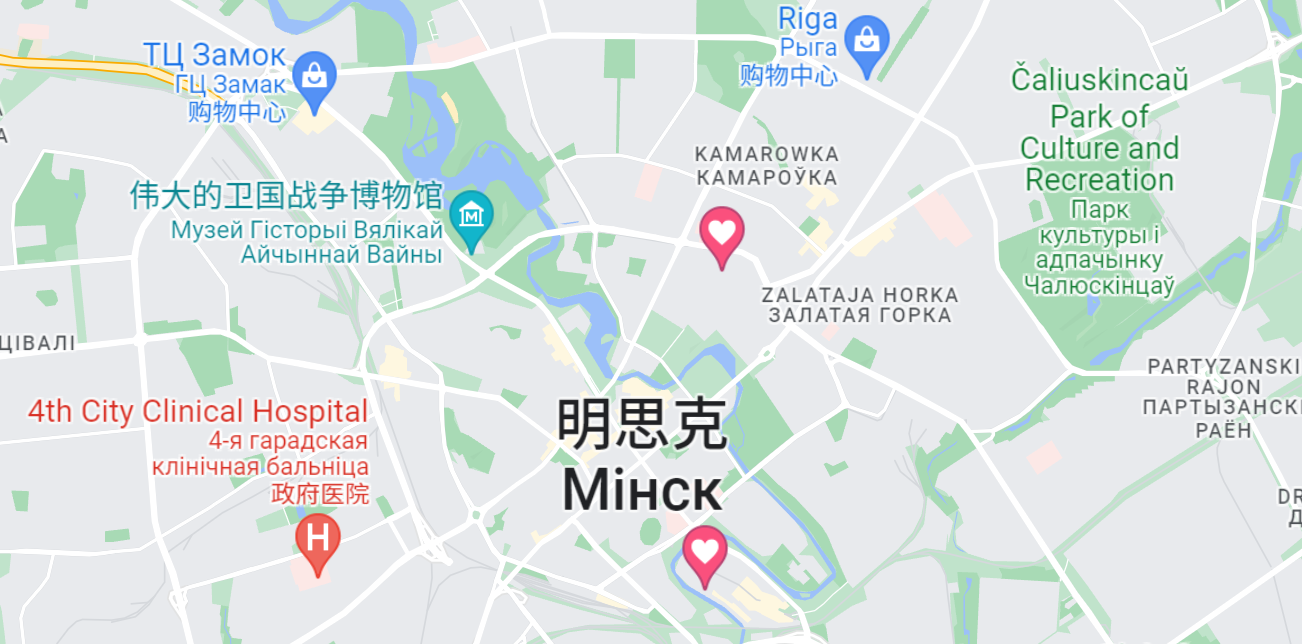 Riga
Рыга
购物中心
ТЦ Замок
ГЦ Замак
购物中心
Čaliuskincaŭ
Park of
Culture and
Recreation
Парк
культуры і
адпачынку
Чалюскінцаў
KAMAROWKA
КАМАРОЎКА
伟大的卫国战争博物馆
Музей Гісторыі Вялікай
Айчыннай Вайны
ZALATAJA HORKA
ЗАЛАТАЯ ГОРКА
ЦІВАЛІ
PARTYZANSKI
RAJON
ПАРТЫЗАНСКІ
РАЁН
4th City Clinical Hospital
4-я гарадская
клінічная бальніца
政府医院
H
明思克
Мінск
DR